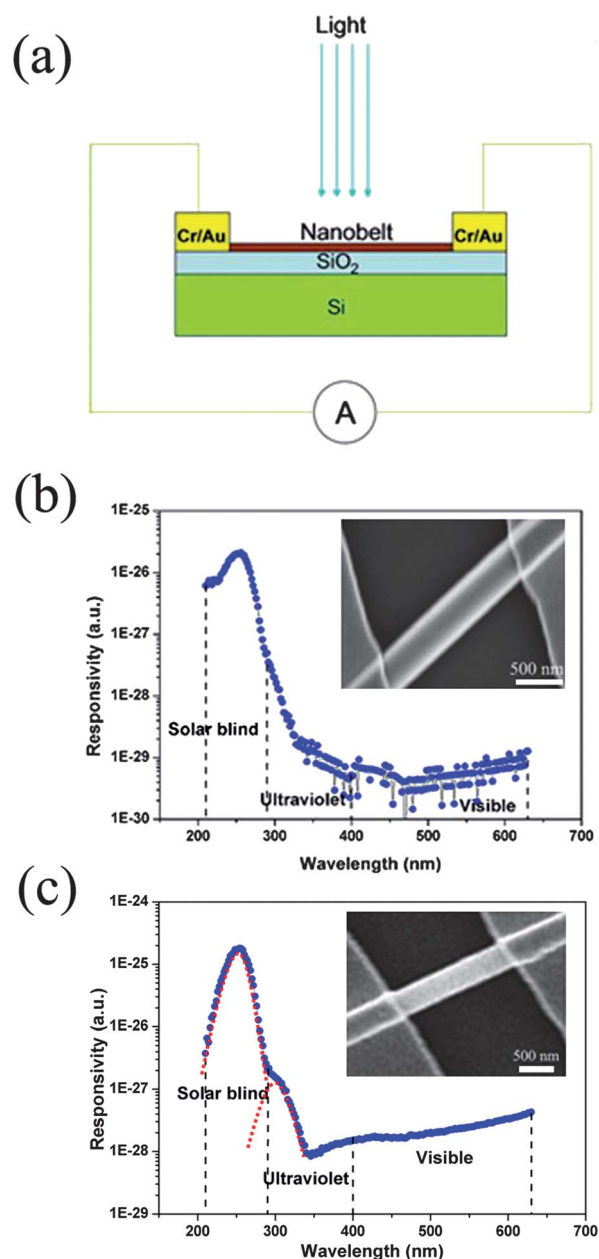 (a)
Light
Cr/Au
Nanobelt
Cr/Au
SiO₂
Si
A
(b)
1E-25
1E-26
1E-27
1E-28
1E-29
1E-30
Responsivity (a.u.)
500 nm
Solar blind
Ultraviolet
Visible
200 300 400 500 600 700
Wavelength (nm)
(c)
1E-24
1E-25
1E-26
1E-27
1E-28
1E-29
Responsivity (a.u.)
500 nm
Solar blind
Ultraviolet
Visible
200 300 400 500 600 700
Wavelength (nm)